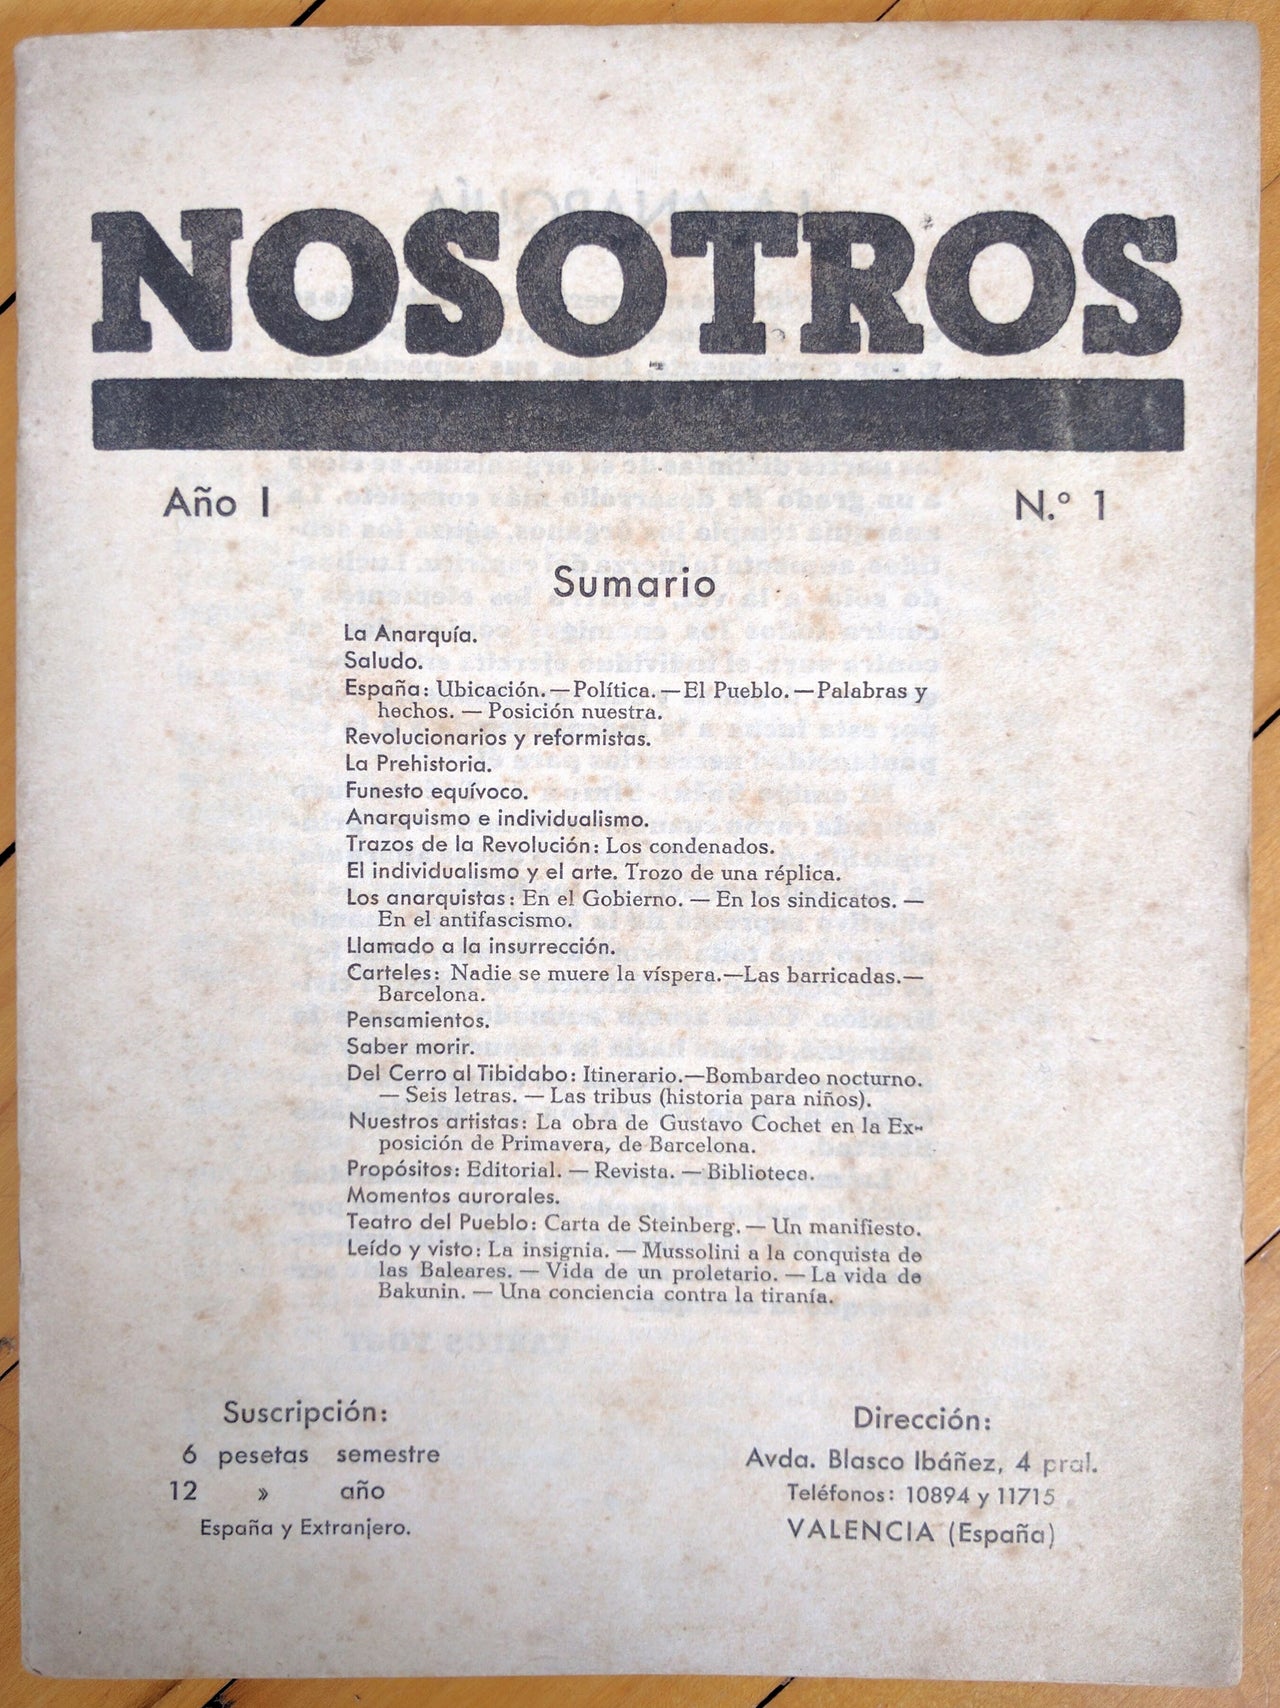 NOSOTROS
Año I
N.º 1
Sumario
La Anarquía.
Saludo.
España: Ubicación. — Política. — El Pueblo. — Palabras y
hechos. — Posición nuestra.
Revolucionarios y reformistas.
La Prehistoria.
Funesto equívoco.
Anarquismo e individualismo.
Trazos de la Revolución: Los condenados.
El individualismo y el arte. Trozo de una réplica.
Los anarquistas: En el Gobierno. — En los sindicatos. —
En el antifascismo.
Llamado a la insurrección.
Carteles: Nadie se muere la víspera.—Las barricadas.—
Barcelona.
Pensamientos.
Saber morir.
Del Cerro al Tibidabo: Itinerario.—Bombardeo nocturno.
— Seis letras. — Las tribus (historia para niños).
Nuestros artistas: La obra de Gustavo Cochet en la Ex-
posición de Primavera, de Barcelona.
Propósitos: Editorial. — Revista. — Biblioteca.
Momentos aurorales.
Teatro del Pueblo: Carta de Steinberg. — Un manifiesto.
Leído y visto: La insignia. — Mussolini a la conquista de
las Baleares. — Vida de un proletario. — La vida de
Bakunin. — Una conciencia contra la tiranía.
Suscripción:
6 pesetas semestre
12 » año
España y Extranjero.
Dirección:
Avda. Blasco Ibáñez, 4 pral.
Teléfonos: 10894 y 11715
VALENCIA (España)